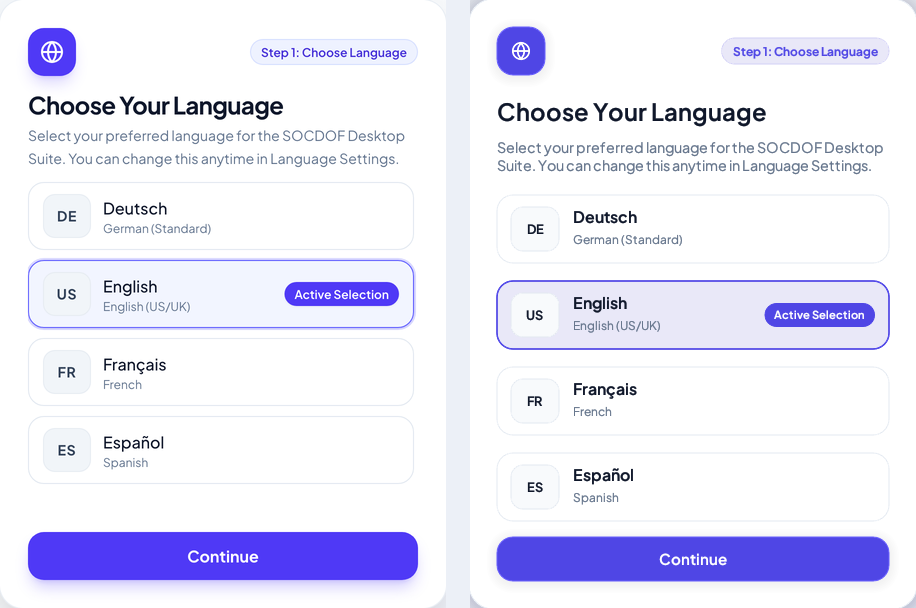 Step 1: Choose Language
Choose Your Language
Select your preferred language for the SOCDOF Desktop
Suite. You can change this anytime in Language Settings.
DE
Deutsch
German (Standard)
US
English
English (US/UK)
Active Selection
FR
Français
French
ES
Español
Spanish
Continue
Step 1: Choose Language
Choose Your Language
Select your preferred language for the SOCDOF Desktop
Suite. You can change this anytime in Language Settings.
DE
Deutsch
German (Standard)
US
English
English (US/UK)
Active Selection
FR
Français
French
ES
Español
Spanish
Continue